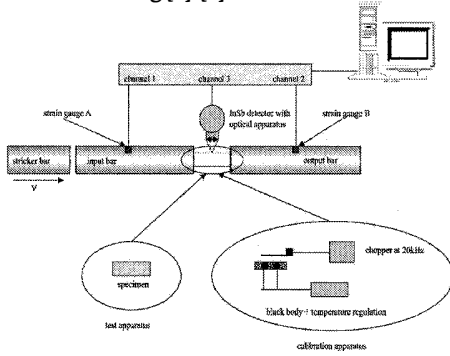 channel 1 channel 3 channel 2
strain gauge A
InSb detector with
optical apparatus
strain gauge B
stricker bar
input bar
output bar
V
specimen
test apparatus
chopper at 20kHz
black body + temperature regulation
calibration apparatus